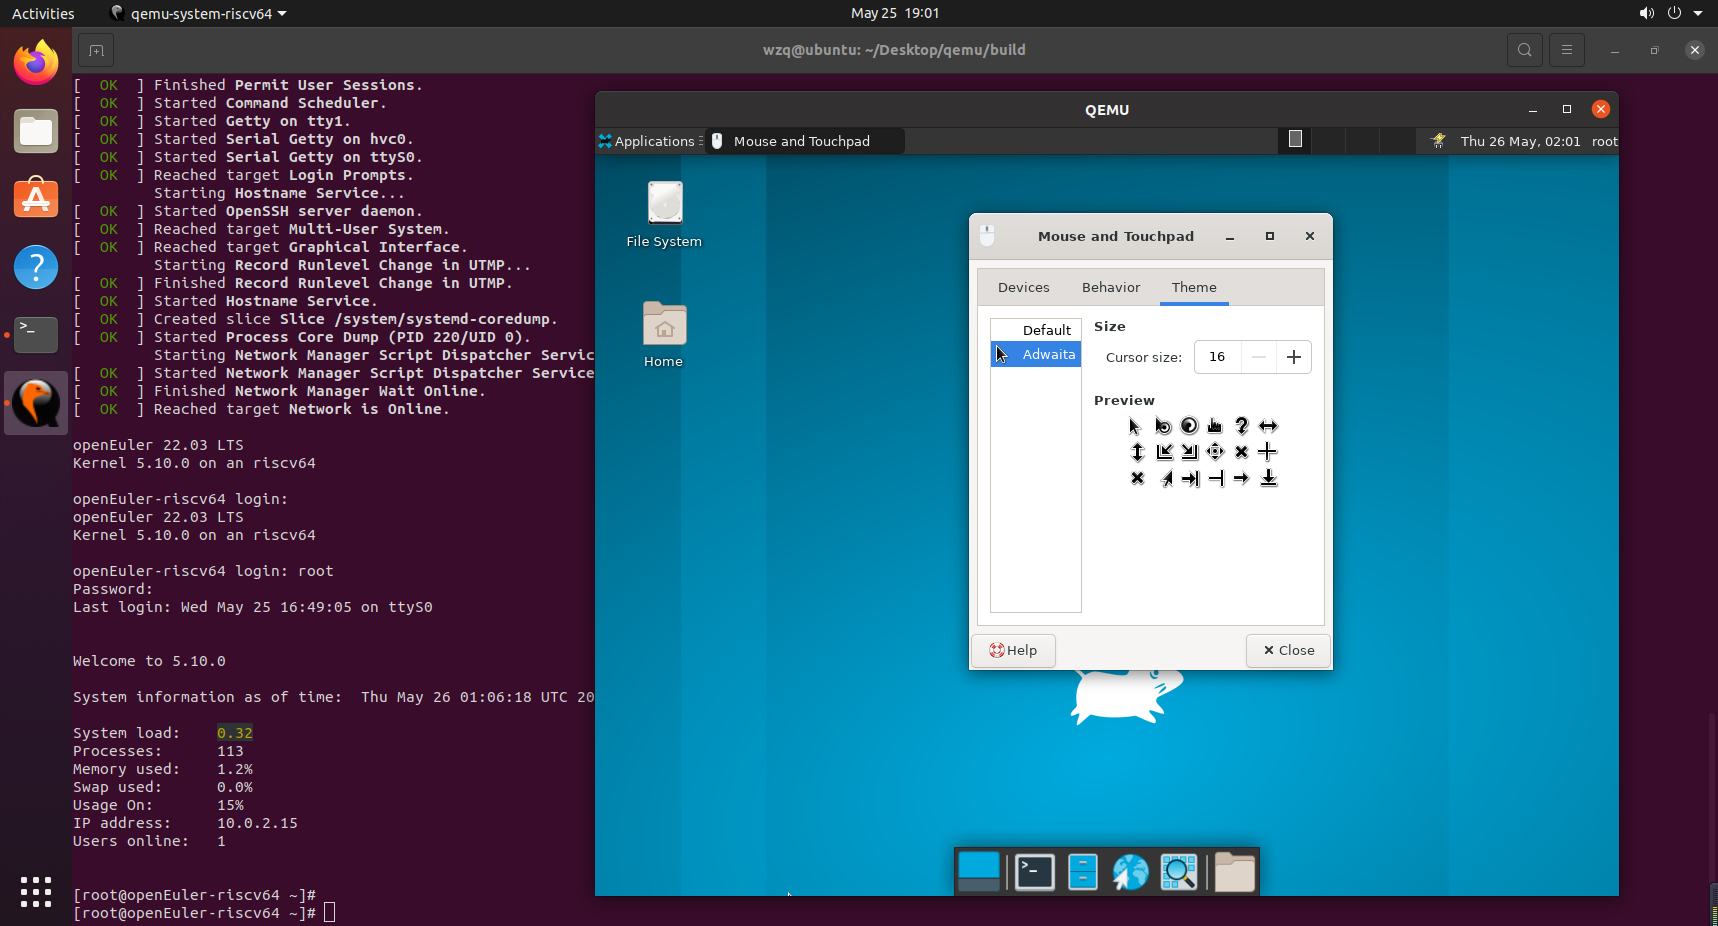 Activities
qemu-system-riscv64
May 25 19:01
wzq@ubuntu: ~/Desktop/qemu/build
[ OK ] Finished Permit User Sessions.
[ OK ] Started Command Scheduler.
[ OK ] Started Getty on tty1.
[ OK ] Started Serial Getty on hvc0.
[ OK ] Started Serial Getty on ttyS0.
[ OK ] Reached target Login Prompts.
Starting Hostname Service...
[ OK ] Started OpenSSH server daemon.
[ OK ] Reached target Multi-User System.
[ OK ] Reached target Graphical Interface.
Starting Record Runlevel Change in UTMP...
[ OK ] Finished Record Runlevel Change in UTMP.
[ OK ] Started Hostname Service.
[ OK ] Created slice Slice /system/systemd-coredump.
[ OK ] Started Process Core Dump (PID 220/UID 0).
Starting Network Manager Script Dispatcher Servic
[ OK ] Started Network Manager Script Dispatcher Service
[ OK ] Finished Network Manager Wait Online.
[ OK ] Reached target Network is Online.
openEuler 22.03 LTS
Kernel 5.10.0 on an riscv64
openEuler-riscv64 login:
openEuler 22.03 LTS
Kernel 5.10.0 on an riscv64
openEuler-riscv64 login: root
Password:
Last login: Wed May 25 16:49:05 on ttyS0
Welcome to 5.10.0
System information as of time: Thu May 26 01:06:18 UTC 20
System load: 0.32
Processes: 113
Memory used: 1.2%
Swap used: 0.0%
Usage On: 15%
IP address: 10.0.2.15
Users online: 1
[root@openEuler-riscv64 ~]#
[root@openEuler-riscv64 ~]#
QEMU
Applications
Mouse and Touchpad
Thu 26 May, 02:01
root
File System
Home
Mouse and Touchpad
Devices
Behavior
Theme
Default
Adwaita
Size
Cursor size: 16
Preview
Help
Close